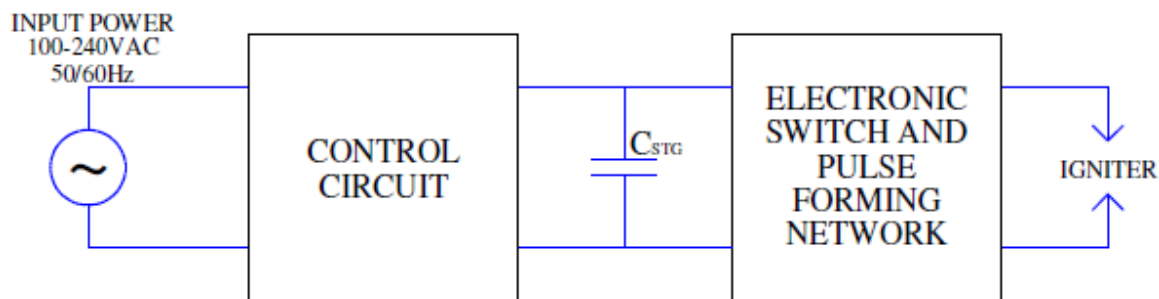 INPUT POWER
100-240VAC
50/60Hz
~
CONTROL
CIRCUIT
CSTG
ELECTRONIC
SWITCH AND
PULSE
FORMING
NETWORK
IGNITER